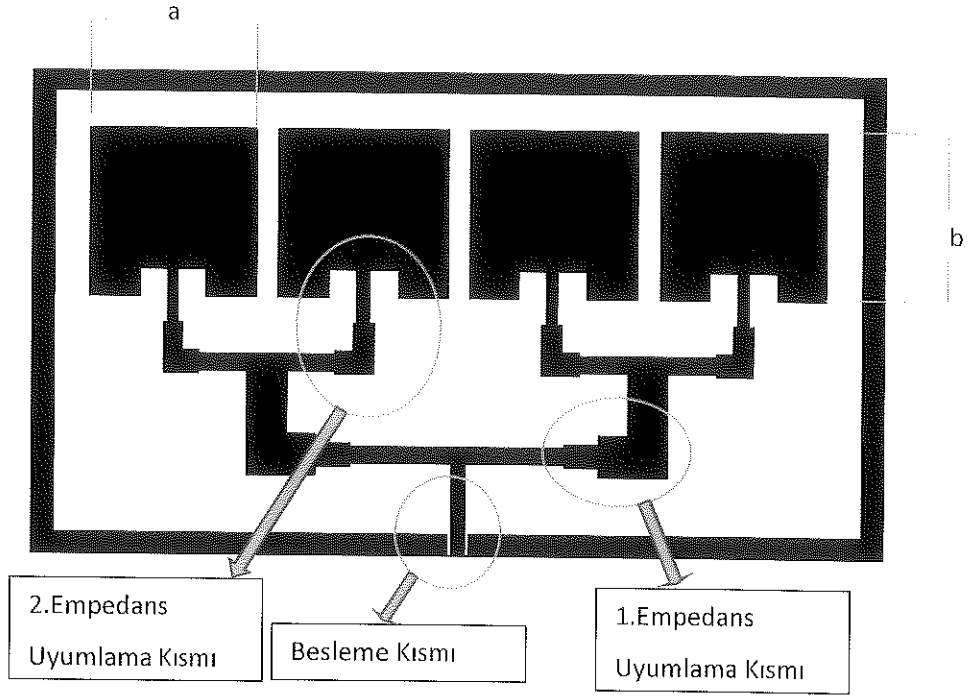 a
b
2.Empedans
Uyumlama Kısmı
Besleme Kısmı
1.Empedans
Uyumlama Kısmı